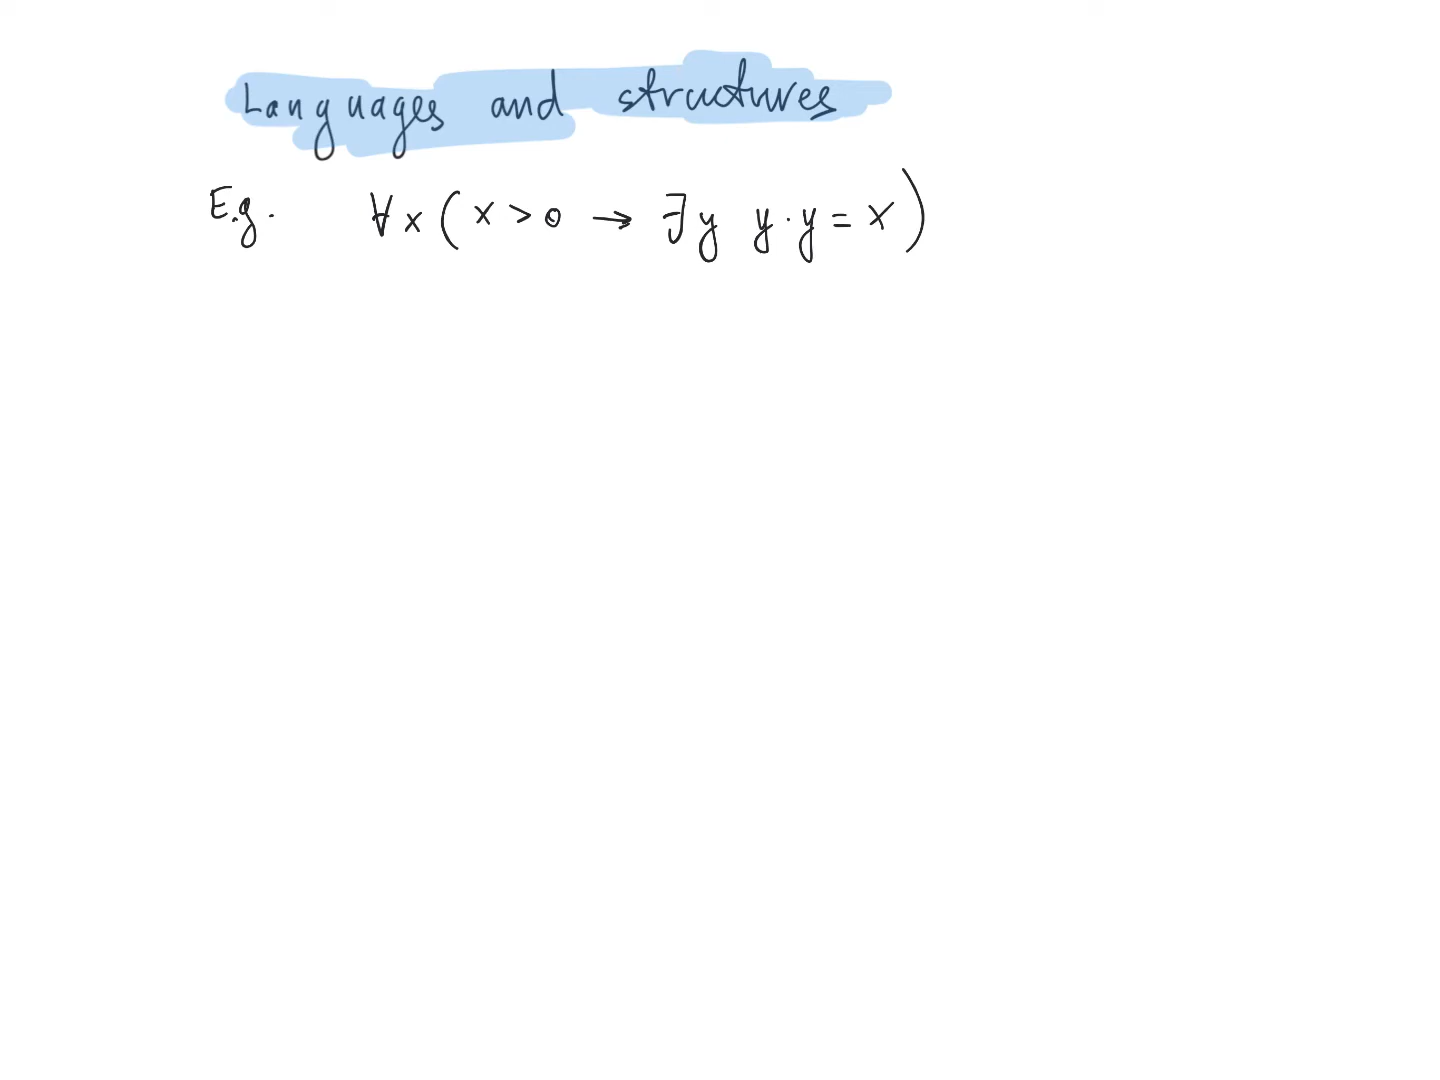 Languages and structures
E.g. ∀x(x > 0 → ∃y y·y = x)